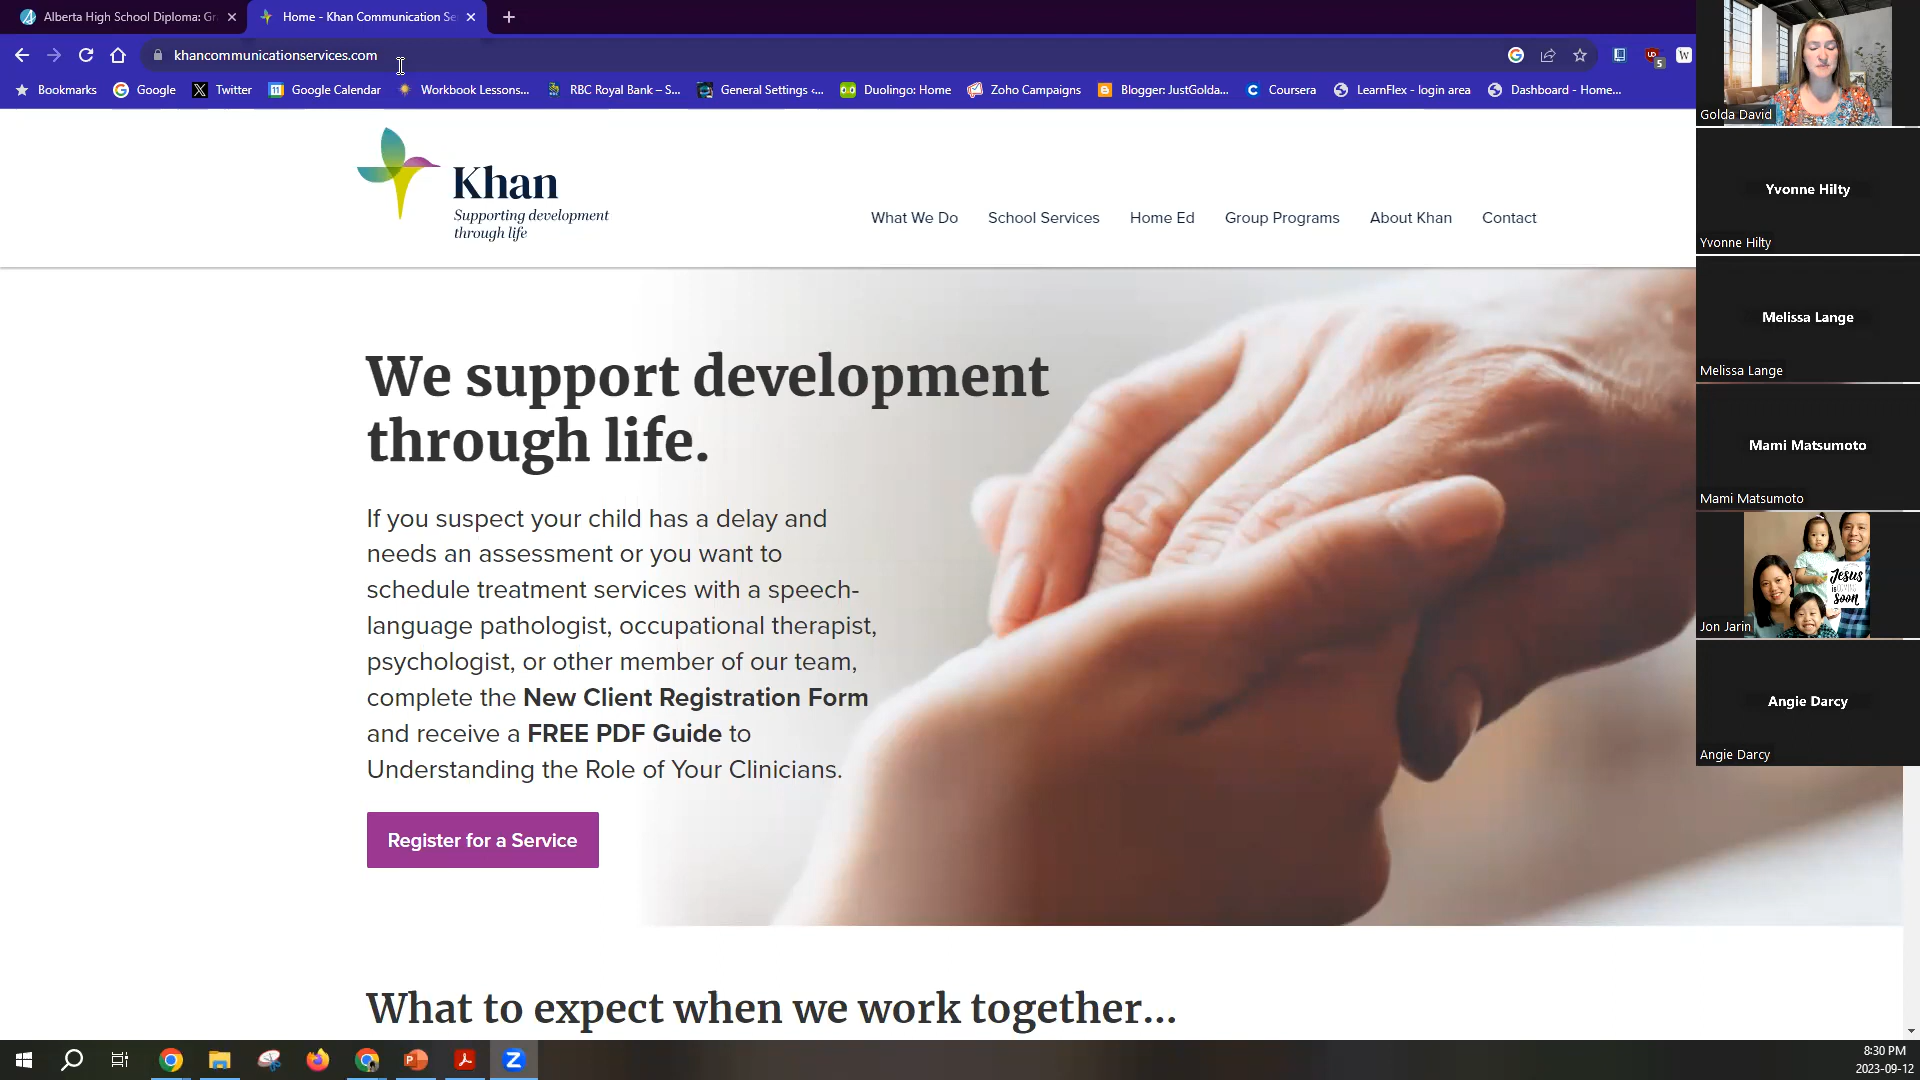 Alberta High School Diploma: Gr
Home - Khan Communication Se
khancommunicationservices.com
Bookmarks
Google
Twitter
Google Calendar
Workbook Lessons...
RBC Royal Bank – S...
General Settings ‹...
Duolingo: Home
Zoho Campaigns
Blogger: JustGolda...
Coursera
LearnFlex - login area
Dashboard - Home...
Khan
Supporting development
through life
What We Do
School Services
Home Ed
Group Programs
About Khan
Contact
We support development
through life.
If you suspect your child has a delay and
needs an assessment or you want to
schedule treatment services with a speech-
language pathologist, occupational therapist,
psychologist, or other member of our team,
complete the New Client Registration Form
and receive a FREE PDF Guide to
Understanding the Role of Your Clinicians.
Register for a Service
What to expect when we work together...
Golda David
Yvonne Hilty
Yvonne Hilty
Melissa Lange
Melissa Lange
Mami Matsumoto
Mami Matsumoto
Jesus
soon
Jon Jarin
Angie Darcy
Angie Darcy
8:30 PM
2023-09-12